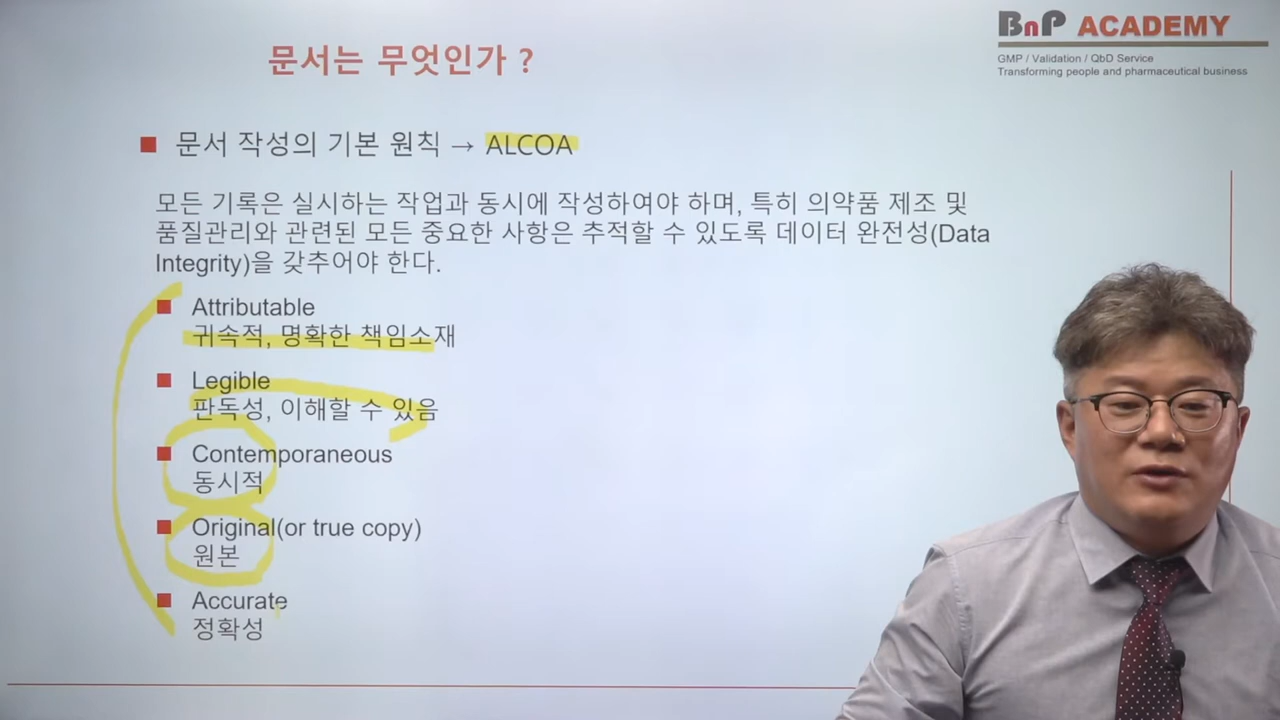 BnP ACADEMY
GMP / Validation / QbD Service
Transforming people and pharmaceutical business
문서는 무엇인가 ?
문서 작성의 기본 원칙 → ALCOA
모든 기록은 실시하는 작업과 동시에 작성하여야 하며, 특히 의약품 제조 및
품질관리와 관련된 모든 중요한 사항은 추적할 수 있도록 데이터 완전성(Data
Integrity)을 갖추어야 한다.
Attributable
귀속적, 명확한 책임소재
Legible
판독성, 이해할 수 있음
Contemporaneous
동시적
Original(or true copy)
원본
Accurate
정확성